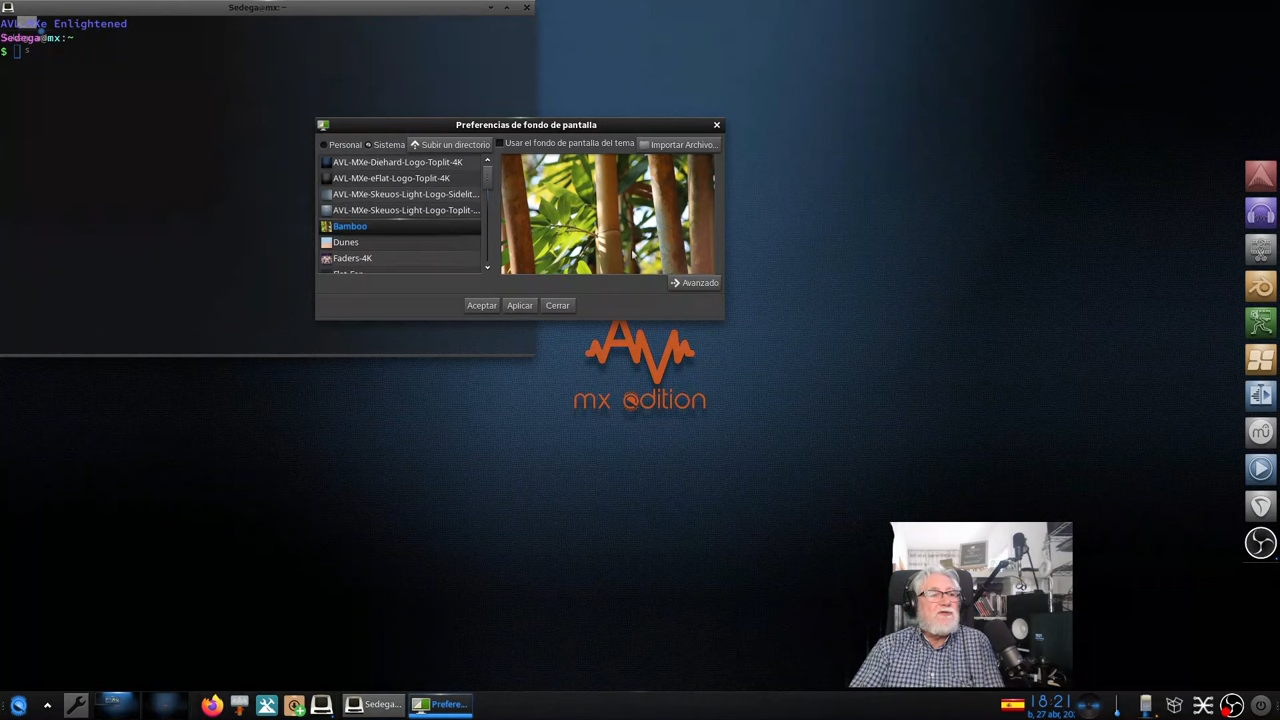 Sedega@mx: ~
AVL-MXe Enlightened
Sedega@mx:~
$ s
Preferencias de fondo de pantalla
Personal Sistema Subir un directorio Usar el fondo de pantalla del tema Importar Archivo...
AVL-MXe-Diehard-Logo-Toplit-4K
AVL-MXe-eFlat-Logo-Toplit-4K
AVL-MXe-Skeuos-Light-Logo-Sidelit...
AVL-MXe-Skeuos-Light-Logo-Toplit-...
Bamboo
Dunes
Faders-4K
Avanzado
Aceptar Aplicar Cerrar
mx edition
Sedega... Prefere...
18:21
27 abr, 20